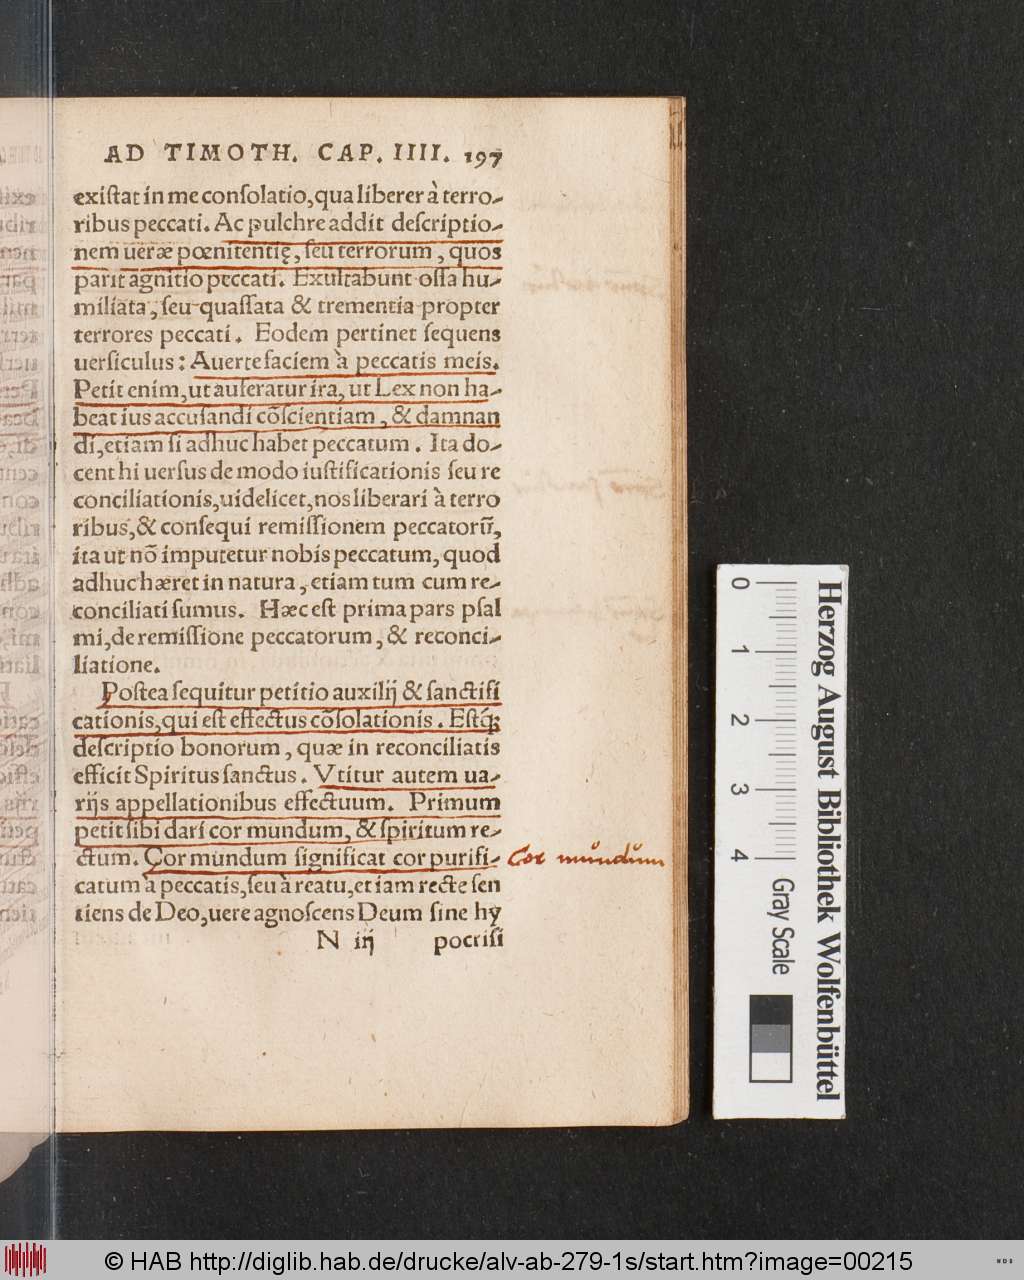 AD TIMOTH. CAP. IIII. 197
exiſtat in me conſolatio, qua liberer à terro-
ribus peccati. Ac pulchre addit deſcriptio-
nem ueræ pœnitentię, ſeu terrorum, quos
parit agnitio peccati. Exultabunt oſſa hu-
miliata, ſeu quaſſata & trementia propter
terrores peccati. Eodem pertinet ſequens
uerſiculus: Auerte faciem à peccatis meis.
Petit enim, ut auferatur ira, ut Lex non ha-
beat ius accuſandi cōſcientiam, & damnan
di, etiam ſi adhuc habet peccatum. Ita do-
cent hi uerſus de modo iuſtificationis ſeu re
conciliationis, uidelicet, nos liberari à terro
ribus, & conſequi remiſſionem peccatorū,
ita ut nō imputetur nobis peccatum, quod
adhuc hæret in natura, etiam tum cum re-
conciliati ſumus. Hæc eſt prima pars pſal
mi, de remiſſione peccatorum, & reconci-
liatione.
Poſtea ſequitur petitio auxilij & ſanctifi
cationis, qui eſt effectus cōſolationis. Eſtq́;
deſcriptio bonorum, quæ in reconciliatis
efficit Spiritus ſanctus. Vtitur autem ua-
rijs appellationibus effectuum. Primum
petit ſibi dari cor mundum, & ſpiritum re-
ctum. Cor mundum ſignificat cor purifi-
Cor mundum
catum à peccatis, ſeu à reatu, etiam recte ſen
tiens de Deo, uere agnoſcens Deum ſine hy
N iij pocriſi
0 1 2 3 4 Gray Scale
Herzog August Bibliothek Wolfenbüttel
© HAB http://diglib.hab.de/drucke/alv-ab-279-1s/start.htm?image=00215